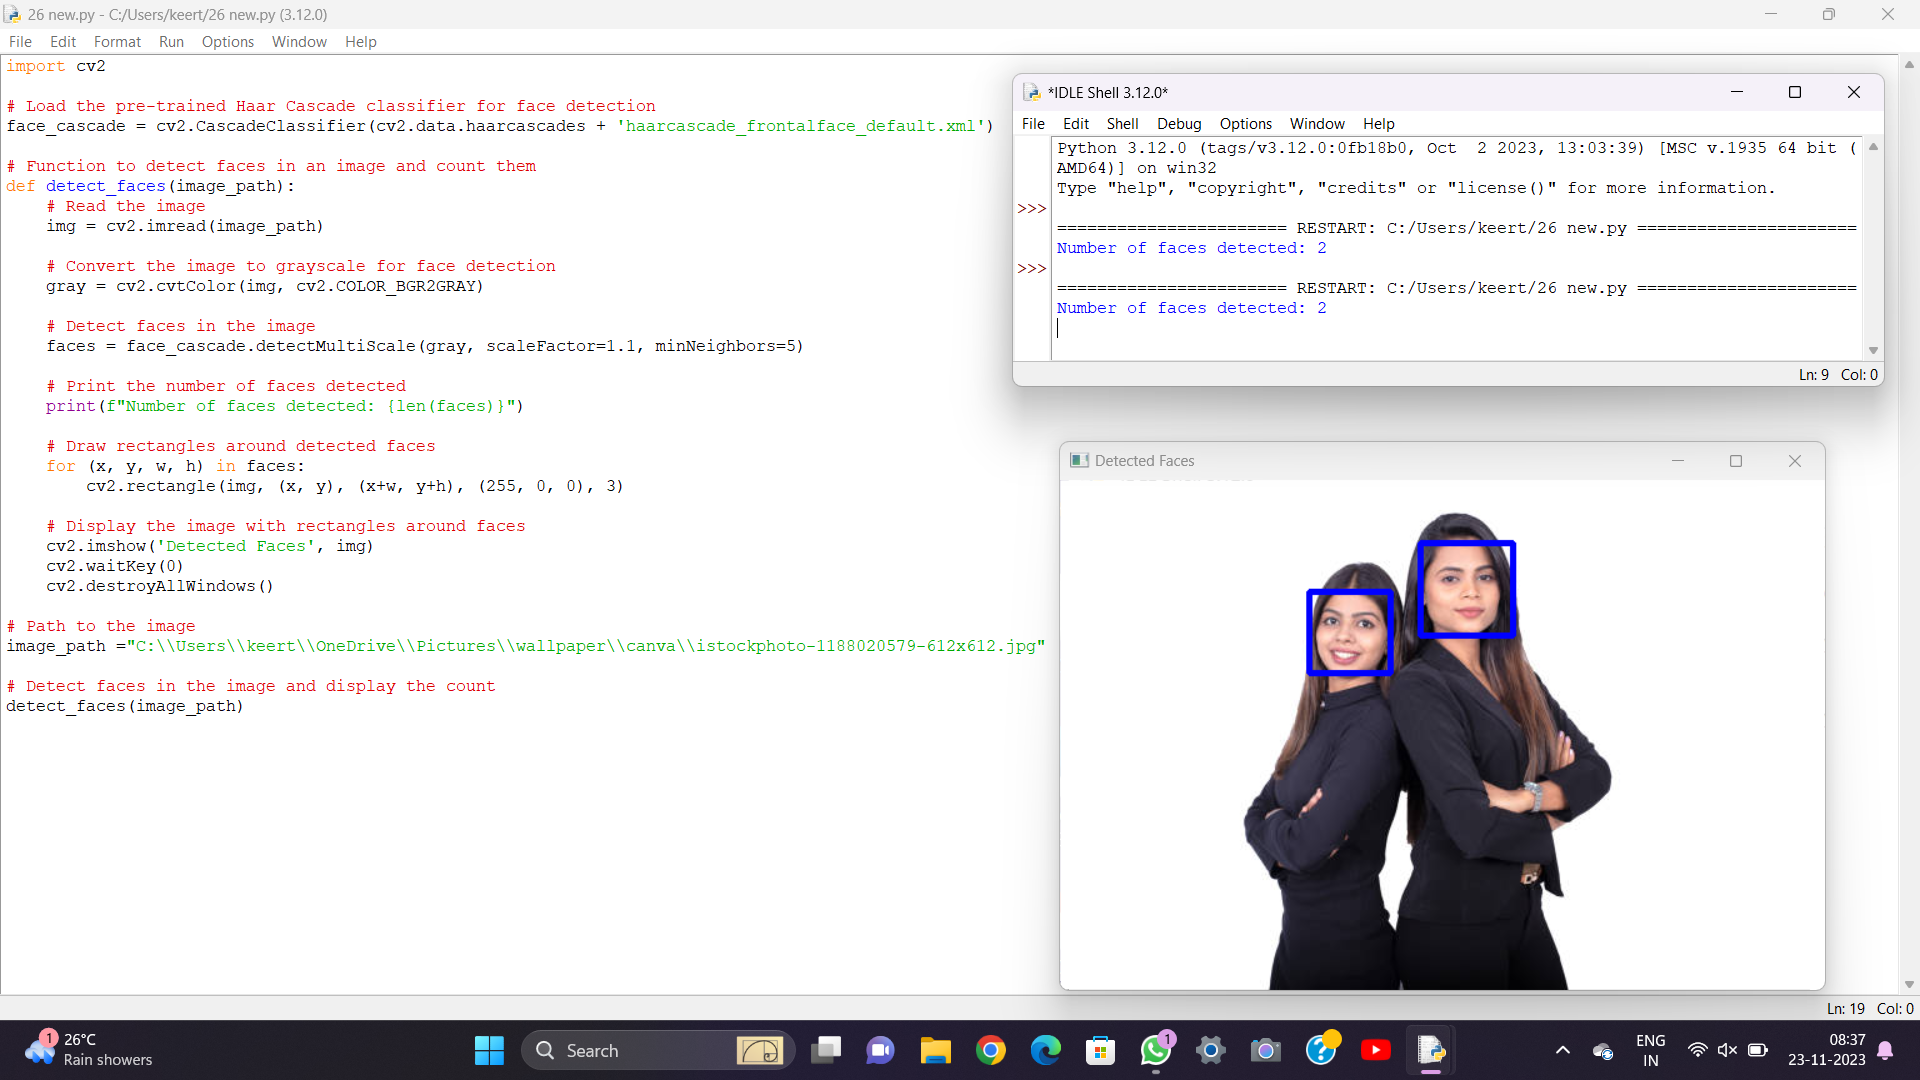 26 new.py - C:/Users/keert/26 new.py (3.12.0)
File Edit Format Run Options Window Help
import cv2
# Load the pre-trained Haar Cascade classifier for face detection
face_cascade = cv2.CascadeClassifier(cv2.data.haarcascades + 'haarcascade_frontalface_default.xml')
# Function to detect faces in an image and count them
def detect_faces(image_path):
    # Read the image
    img = cv2.imread(image_path)
    # Convert the image to grayscale for face detection
    gray = cv2.cvtColor(img, cv2.COLOR_BGR2GRAY)
    # Detect faces in the image
    faces = face_cascade.detectMultiScale(gray, scaleFactor=1.1, minNeighbors=5)
    # Print the number of faces detected
    print(f"Number of faces detected: {len(faces)}")
    # Draw rectangles around detected faces
    for (x, y, w, h) in faces:
        cv2.rectangle(img, (x, y), (x+w, y+h), (255, 0, 0), 3)
    # Display the image with rectangles around faces
    cv2.imshow('Detected Faces', img)
    cv2.waitKey(0)
    cv2.destroyAllWindows()
# Path to the image
image_path ="C:\\Users\\keert\\OneDrive\\Pictures\\wallpaper\\canva\\istockphoto-1188020579-612x612.jpg"
# Detect faces in the image and display the count
detect_faces(image_path)
*IDLE Shell 3.12.0*
File Edit Shell Debug Options Window Help
Python 3.12.0 (tags/v3.12.0:0fb18b0, Oct  2 2023, 13:03:39) [MSC v.1935 64 bit (
AMD64)] on win32
Type "help", "copyright", "credits" or "license()" for more information.
>>>
======================= RESTART: C:/Users/keert/26 new.py ======================
Number of faces detected: 2
>>>
======================= RESTART: C:/Users/keert/26 new.py ======================
Number of faces detected: 2
Ln: 9 Col: 0
Detected Faces
Ln: 19 Col: 0
1
26°C
Rain showers
Search
1
ENG
IN
08:37
23-11-2023